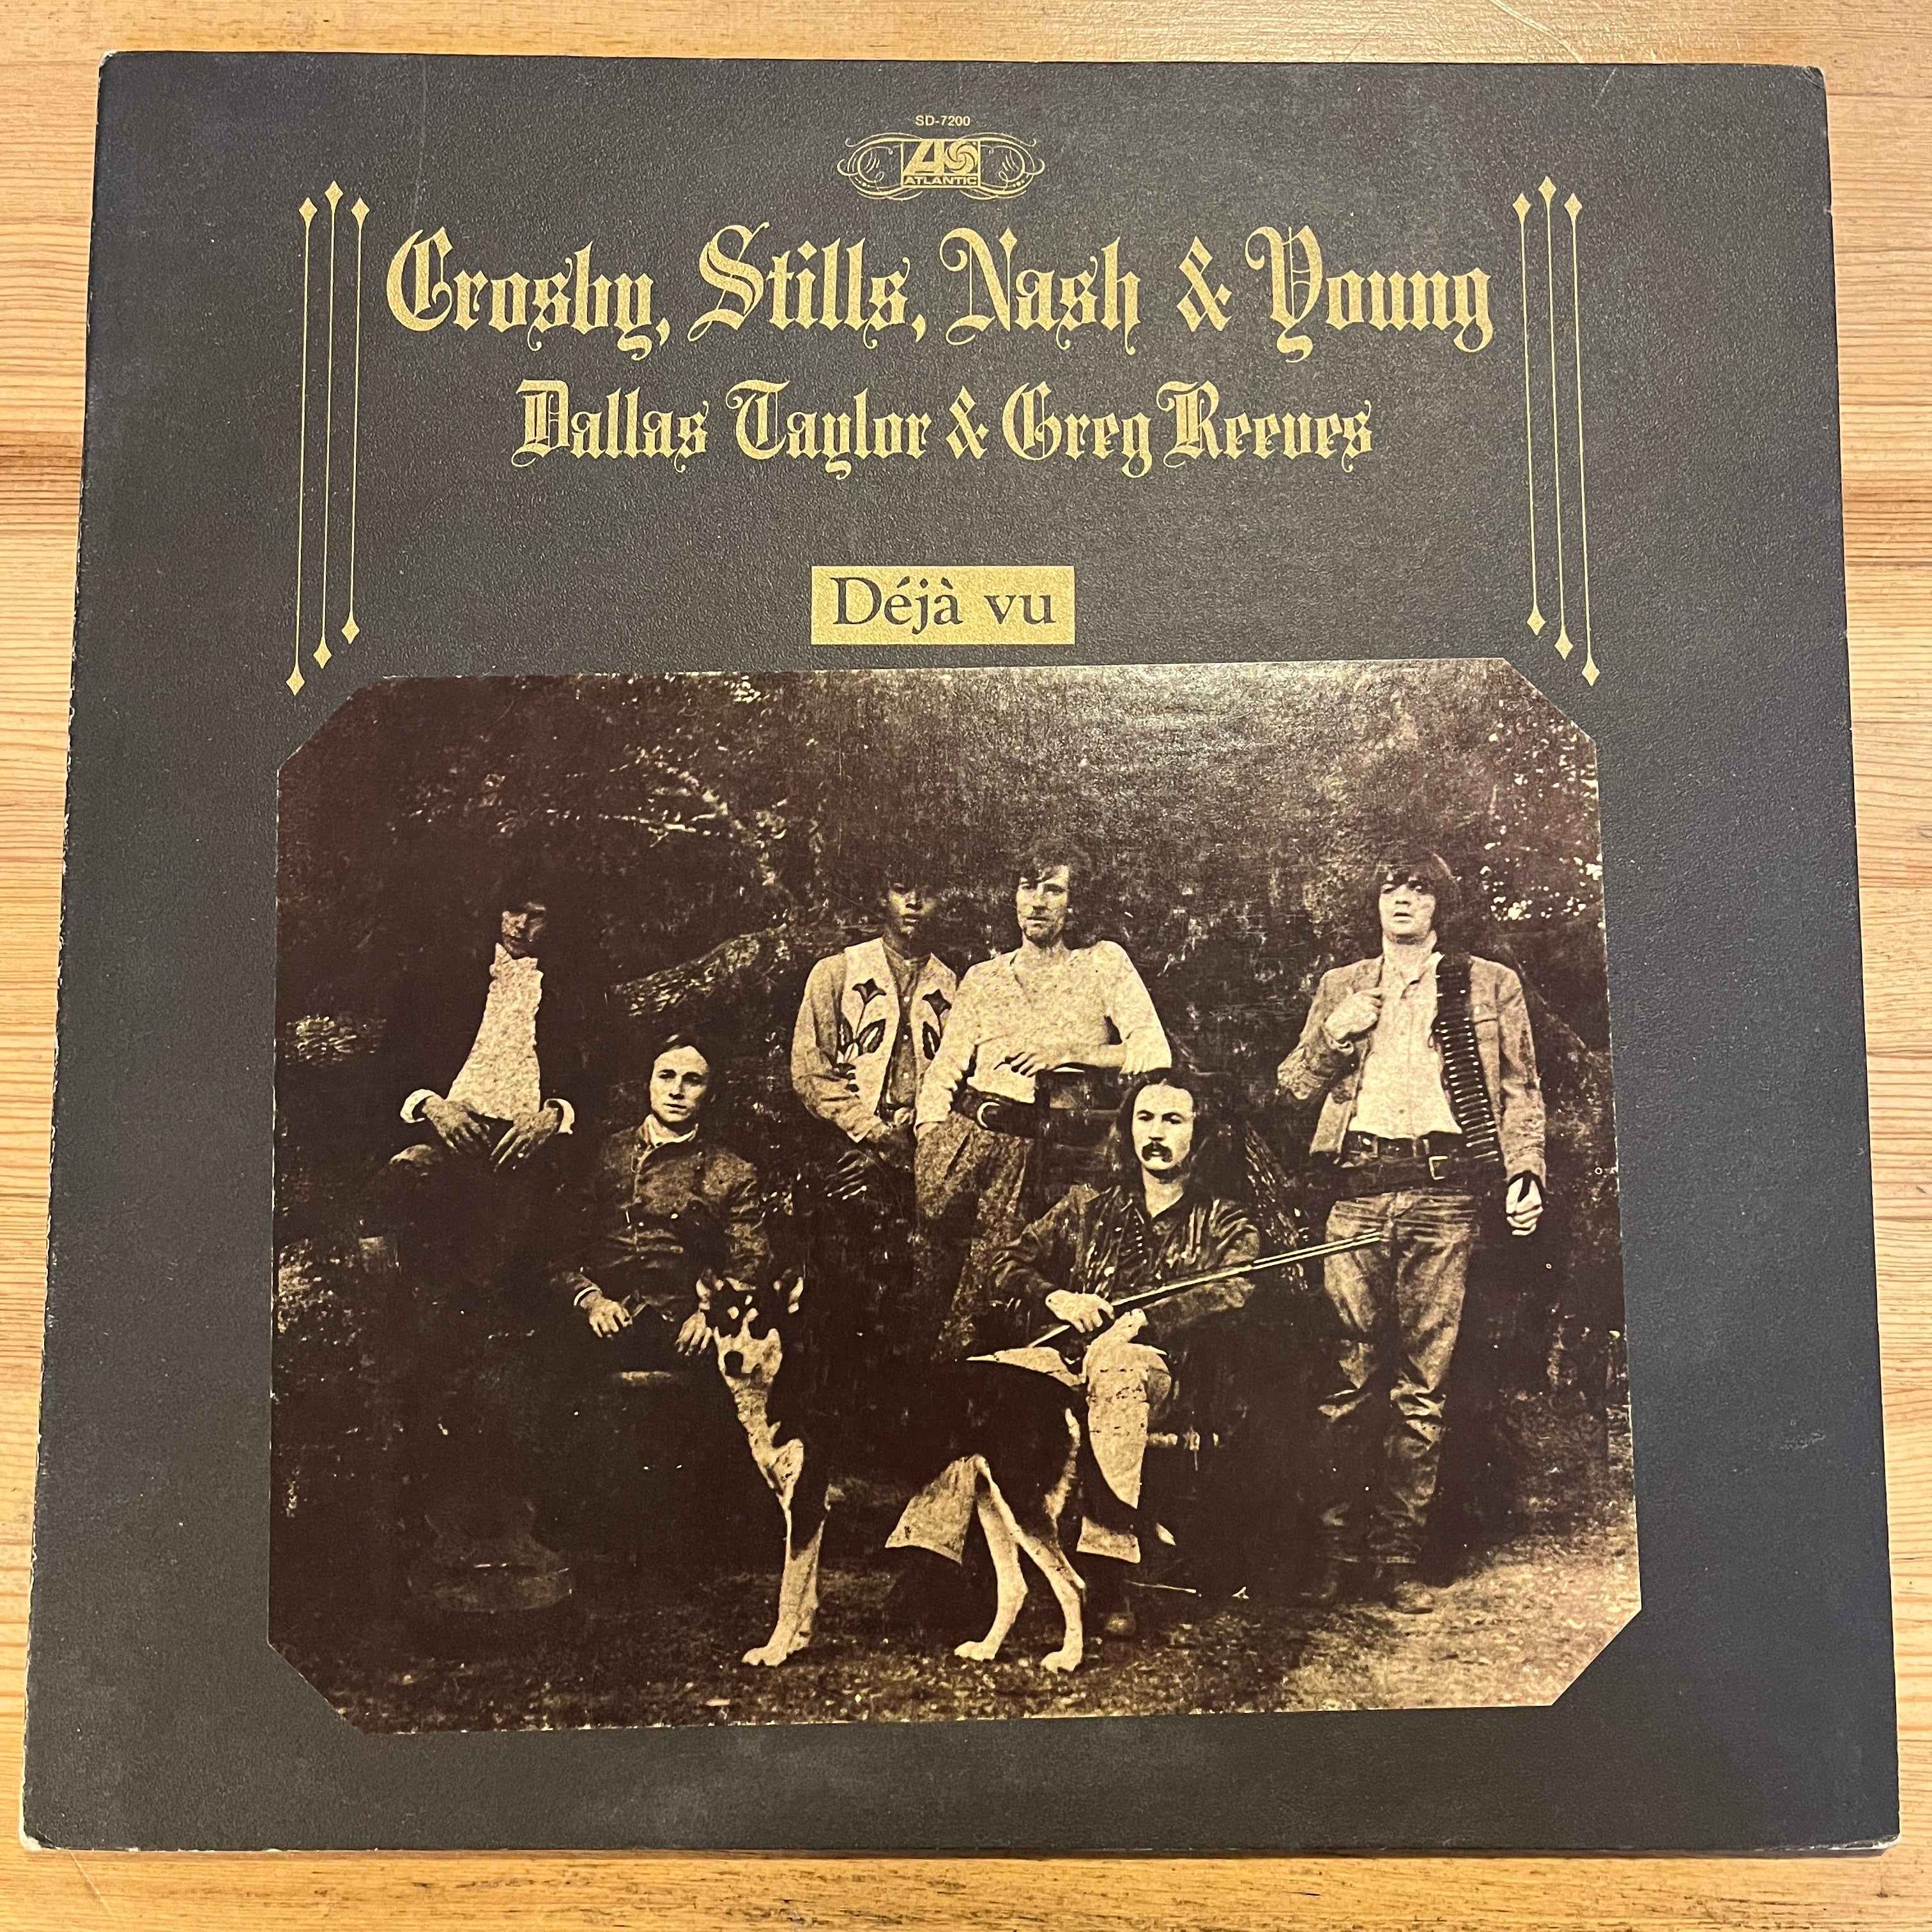 SD-7200
ATLANTIC
Crosby, Stills, Nash & Young
Dallas Taylor & Greg Reeves
Déjà vu